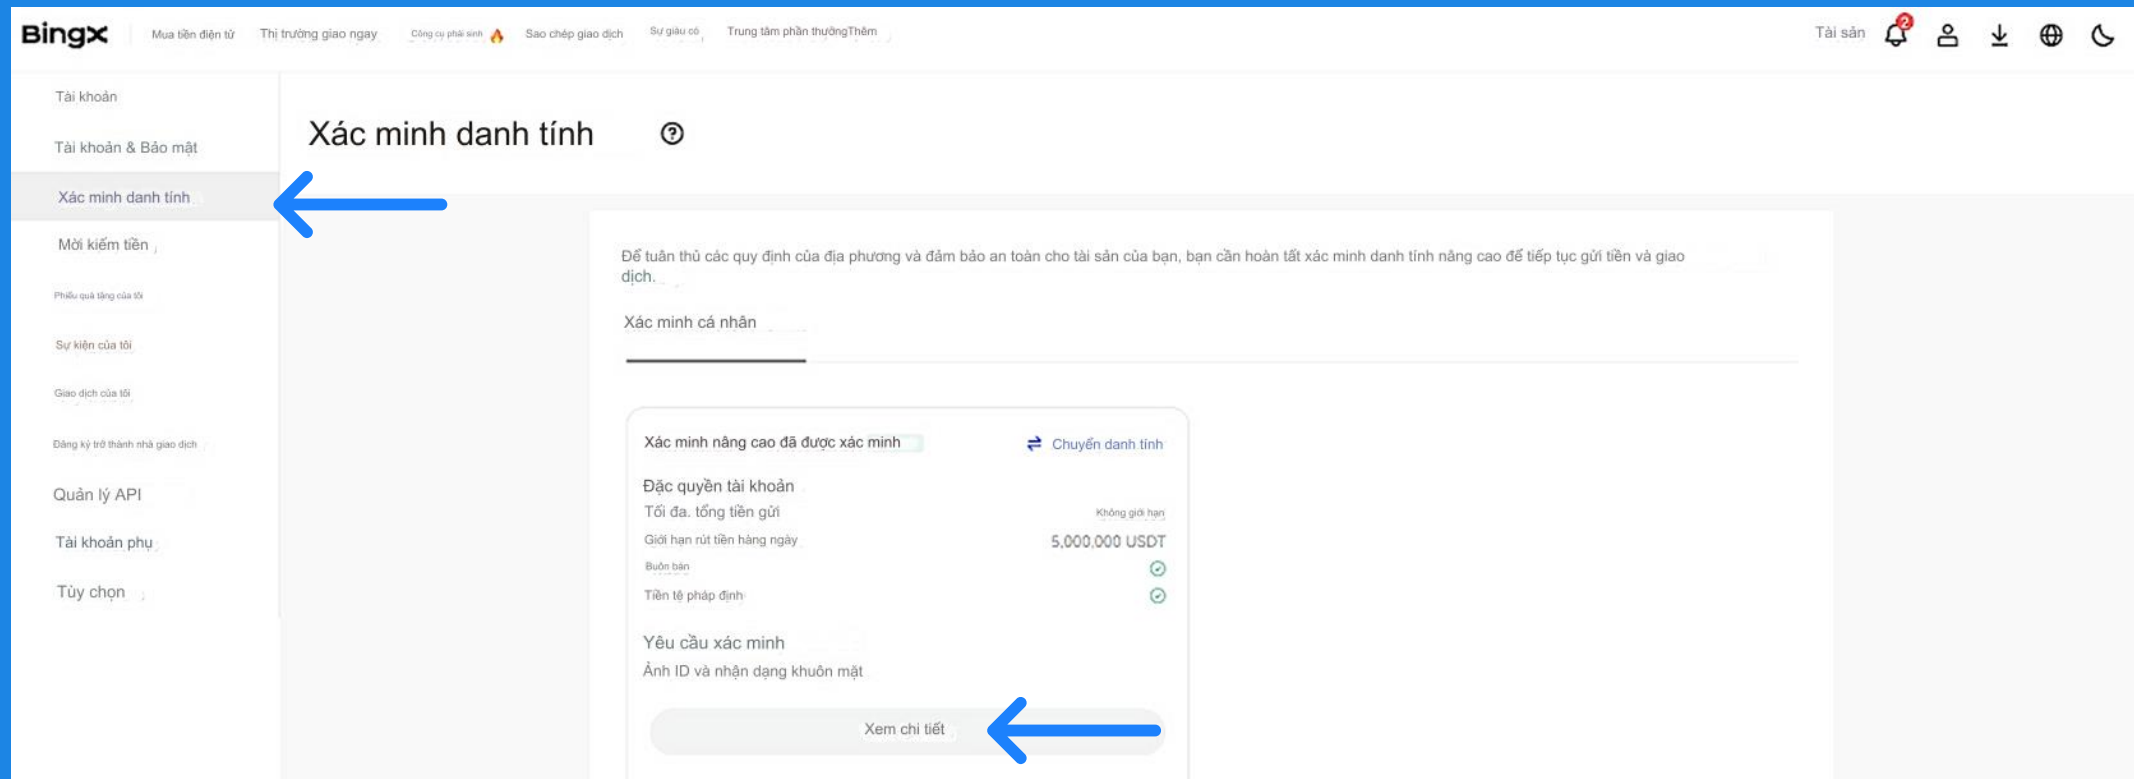 BingX
Mua tiền điện tử
Thị trường giao ngay
Công cụ phái sinh
Sao chép giao dịch
Sự giàu có
Trung tâm phần thưởngThêm
Tài sản
2
Tài khoản
Tài khoản & Bảo mật
Xác minh danh tính
Mời kiếm tiền
Phiếu quà tặng của tôi
Sự kiện của tôi
Giao dịch của tôi
Đăng ký trở thành nhà giao dịch
Quản lý API
Tài khoản phụ
Tùy chọn
Xác minh danh tính
Để tuân thủ các quy định của địa phương và đảm bảo an toàn cho tài sản của bạn, bạn cần hoàn tất xác minh danh tính nâng cao để tiếp tục gửi tiền và giao
dịch.
Xác minh cá nhân
Xác minh nâng cao đã được xác minh
Chuyển danh tính
Đặc quyền tài khoản
Tối đa. tổng tiền gửi
Không giới hạn
Giới hạn rút tiền hàng ngày
5,000,000 USDT
Buôn bán
Tiền tệ pháp định
Yêu cầu xác minh
Ảnh ID và nhận dạng khuôn mặt
Xem chi tiết